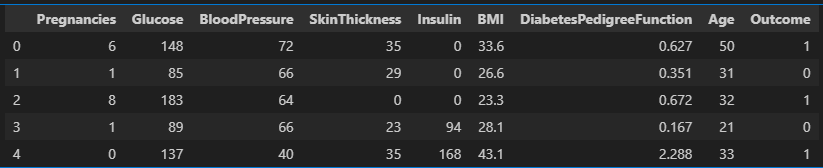 Pregnancies Glucose BloodPressure SkinThickness Insulin BMI DiabetesPedigreeFunction Age Outcome
0 6 148 72 35 0 33.6 0.627 50 1
1 1 85 66 29 0 26.6 0.351 31 0
2 8 183 64 0 0 23.3 0.672 32 1
3 1 89 66 23 94 28.1 0.167 21 0
4 0 137 40 35 168 43.1 2.288 33 1